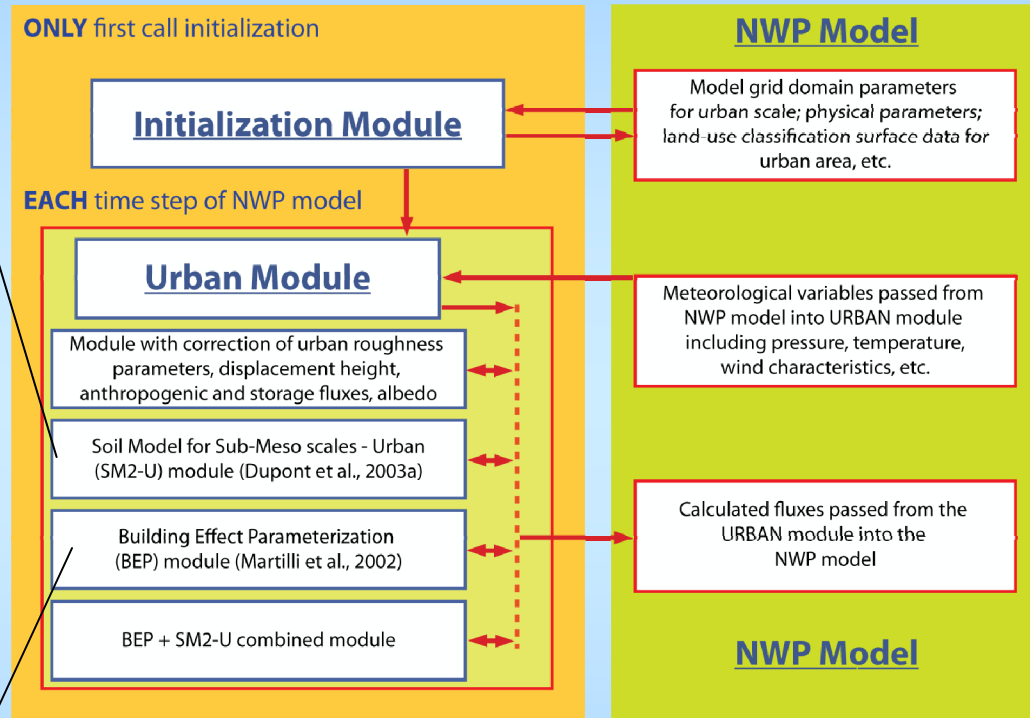 ONLY first call initialization
Initialization Module
EACH time step of NWP model
Urban Module
Module with correction of urban roughness
parameters, displacement height,
anthropogenic and storage fluxes, albedo
Soil Model for Sub-Meso scales - Urban
(SM2-U) module (Dupont et al., 2003a)
Building Effect Parameterization
(BEP) module (Martilli et al., 2002)
BEP + SM2-U combined module
NWP Model
Model grid domain parameters
for urban scale; physical parameters;
land-use classification surface data for
urban area, etc.
Meteorological variables passed from
NWP model into URBAN module
including pressure, temperature,
wind characteristics, etc.
Calculated fluxes passed from the
URBAN module into the
NWP model
NWP Model